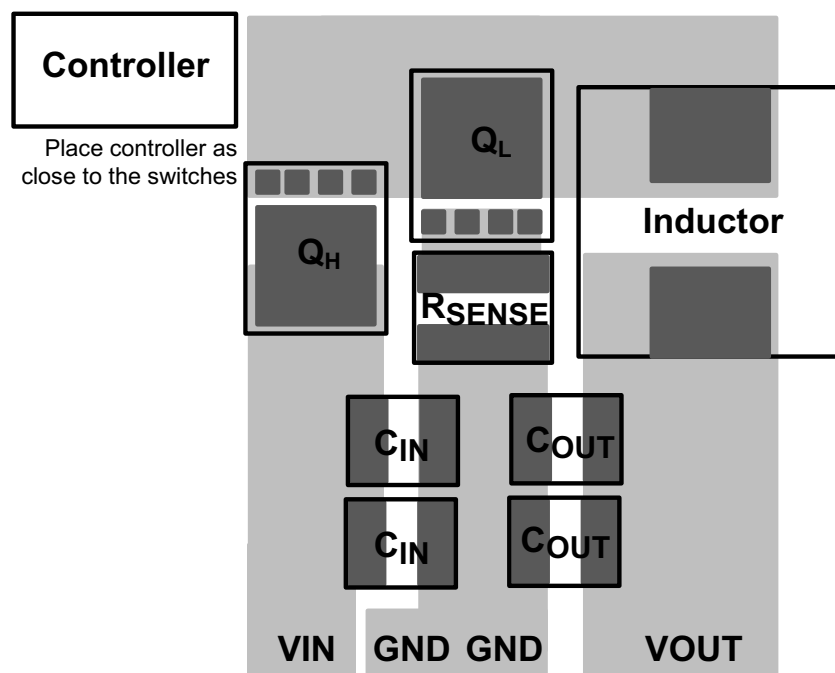 Controller
Place controller as
close to the switches
QL
QH
Inductor
RSENSE
CIN
COUT
CIN
COUT
VIN GND GND VOUT